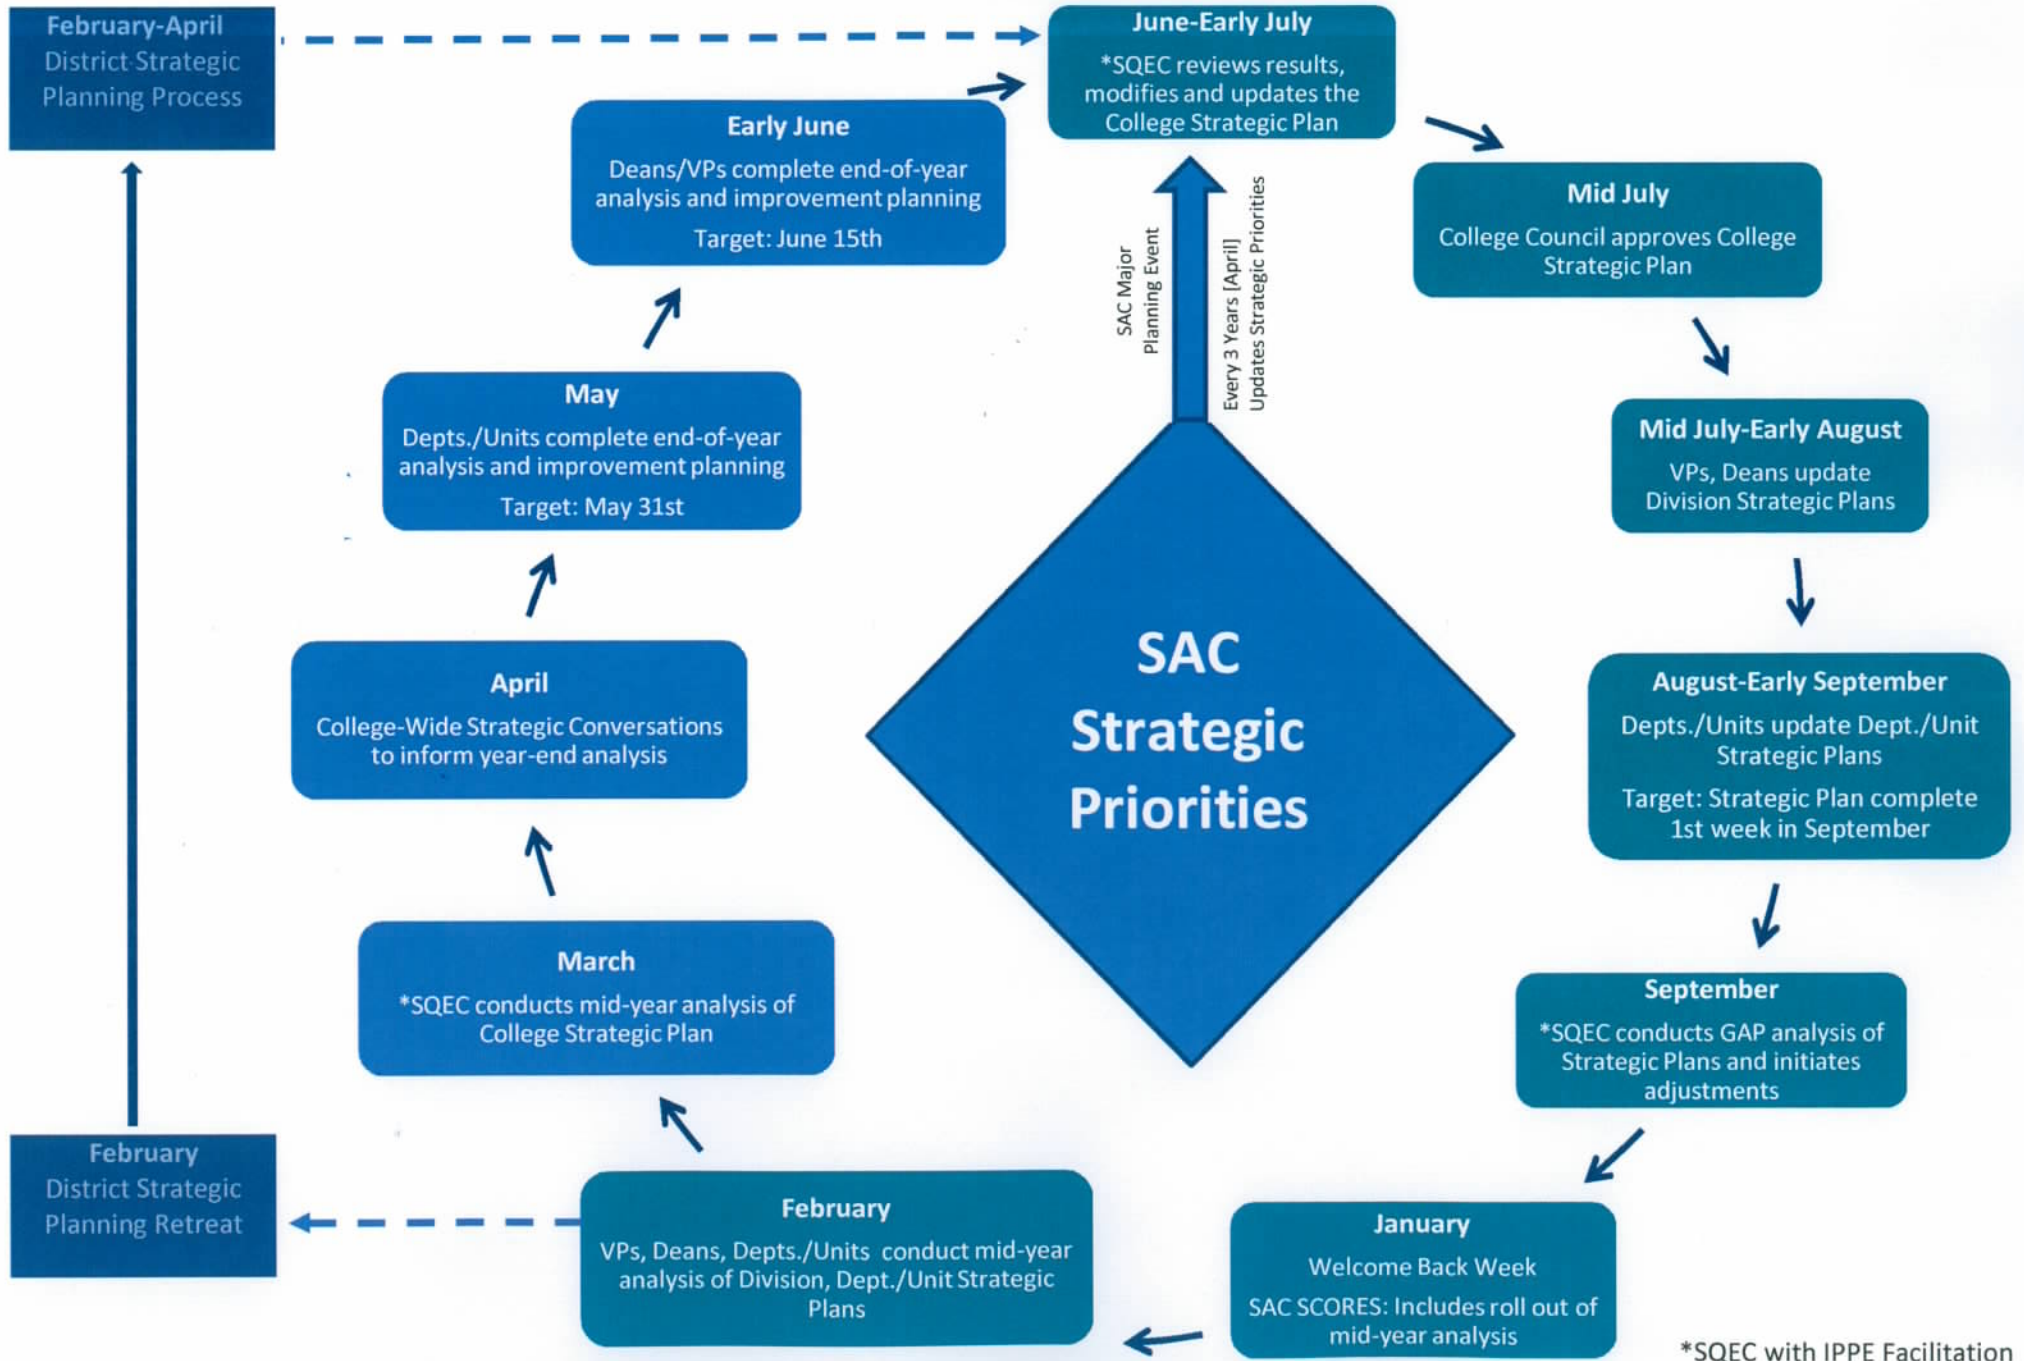 February-April
District Strategic
Planning Process
June-Early July
*SQEC reviews results,
modifies and updates the
College Strategic Plan
Mid July
College Council approves College
Strategic Plan
Mid July-Early August
VPs, Deans update
Division Strategic Plans
August-Early September
Depts./Units update Dept./Unit
Strategic Plans
Target: Strategic Plan complete
1st week in September
September
*SQEC conducts GAP analysis of
Strategic Plans and initiates
adjustments
January
Welcome Back Week
SAC SCORES: Includes roll out of
mid-year analysis
February
VPs, Deans, Depts./Units conduct mid-year
analysis of Division, Dept./Unit Strategic
Plans
February
District Strategic
Planning Retreat
March
*SQEC conducts mid-year analysis of
College Strategic Plan
April
College-Wide Strategic Conversations
to inform year-end analysis
May
Depts./Units complete end-of-year
analysis and improvement planning
Target: May 31st
Early June
Deans/VPs complete end-of-year
analysis and improvement planning
Target: June 15th
SAC Major
Planning Event
Every 3 Years [April]
Updates Strategic Priorities
SAC
Strategic
Priorities
*SQEC with IPPE Facilitation